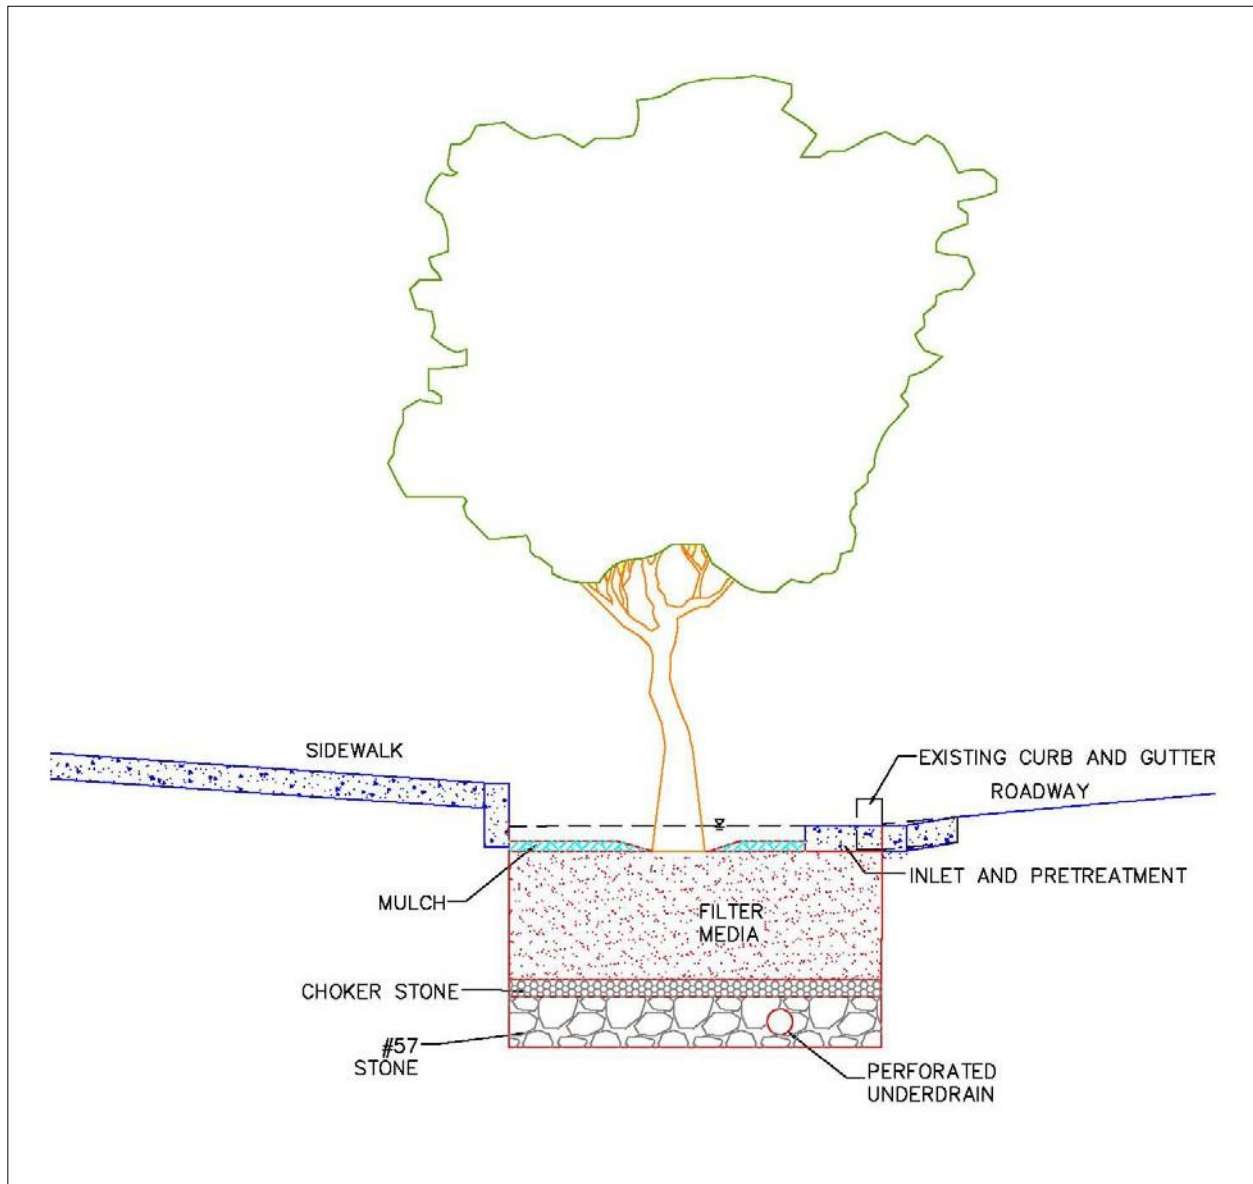 SIDEWALK
EXISTING CURB AND GUTTER
ROADWAY
INLET AND PRETREATMENT
MULCH
FILTER
MEDIA
CHOKER STONE
#57
STONE
PERFORATED
UNDERDRAIN